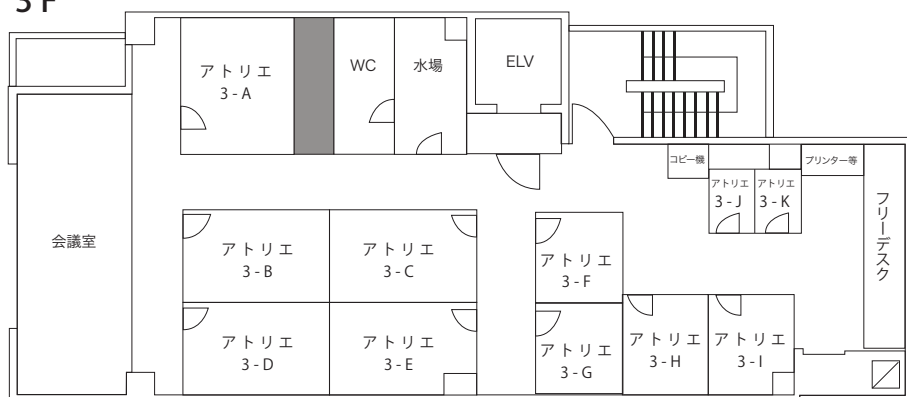 3F
アトリエ
3-A
WC
水場
ELV
コピー機
プリンター等
アトリエ
3-J
アトリエ
3-K
フリーデスク
会議室
アトリエ
3-B
アトリエ
3-C
アトリエ
3-F
アトリエ
3-D
アトリエ
3-E
アトリエ
3-G
アトリエ
3-H
アトリエ
3-I